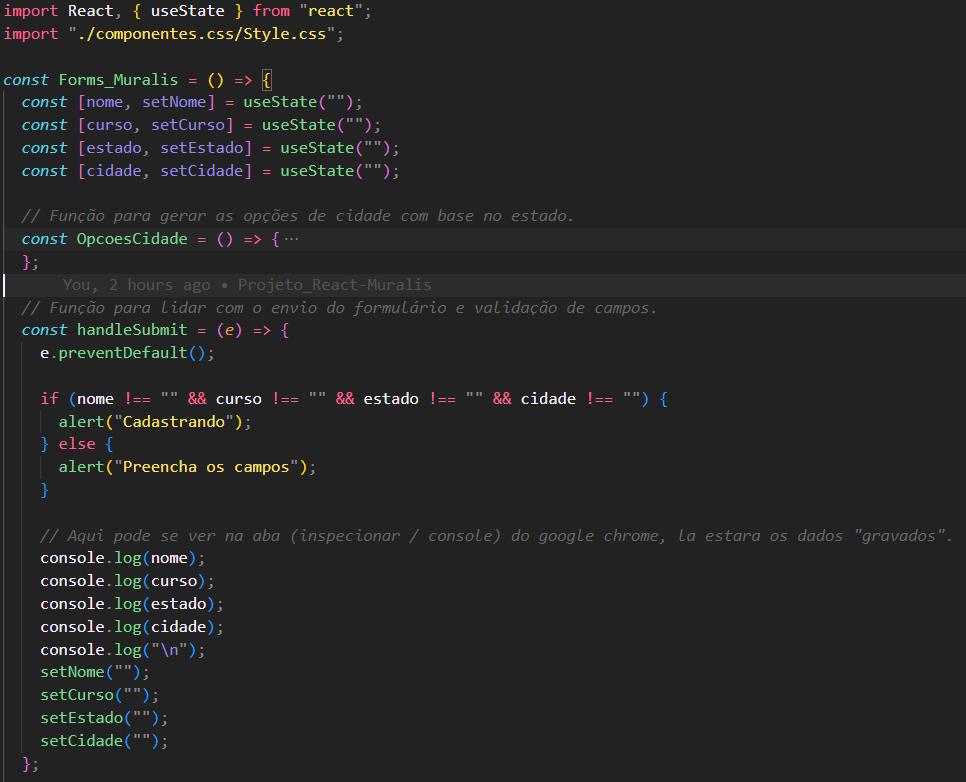 import React, { useState } from "react";
import "./componentes.css/Style.css";
const Forms_Muralis = () => {
const [nome, setNome] = useState("");
const [curso, setCurso] = useState("");
const [estado, setEstado] = useState("");
const [cidade, setCidade] = useState("");
// Função para gerar as opções de cidade com base no estado.
const OpcoesCidade = () => { ···
};
You, 2 hours ago • Projeto_React-Muralis
// Função para lidar com o envio do formulário e validação de campos.
const handleSubmit = (e) => {
e.preventDefault();
if (nome !== "" && curso !== "" && estado !== "" && cidade !== "") {
alert("Cadastrando");
} else {
alert("Preencha os campos");
}
// Aqui pode se ver na aba (inspecionar / console) do google chrome, la estara os dados "gravados".
console.log(nome);
console.log(curso);
console.log(estado);
console.log(cidade);
console.log("\n");
setNome("");
setCurso("");
setEstado("");
setCidade("");
};